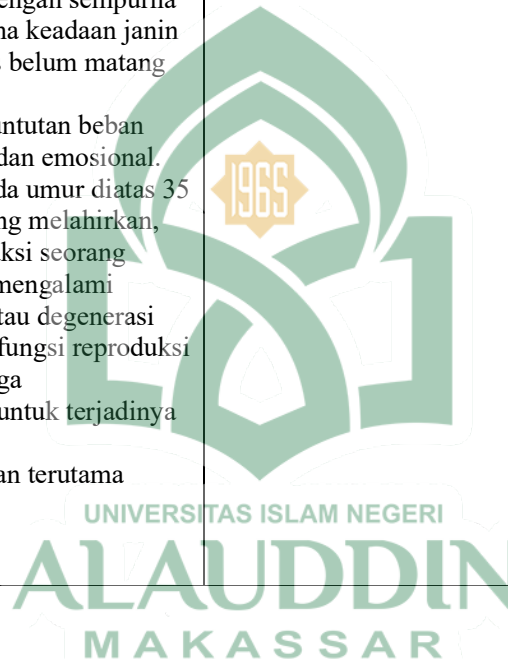 engan sempurna
na keadaan janin
belum matang
untutan beban
dan emosional.
da umur diatas 35
ng melahirkan,
ksi seorang
mengalami
tau degenerasi
fungsi reproduksi
ga
untuk terjadinya
an terutama
1965
UNIVERSITAS ISLAM NEGERI
ALAUDDIN
MAKASSAR